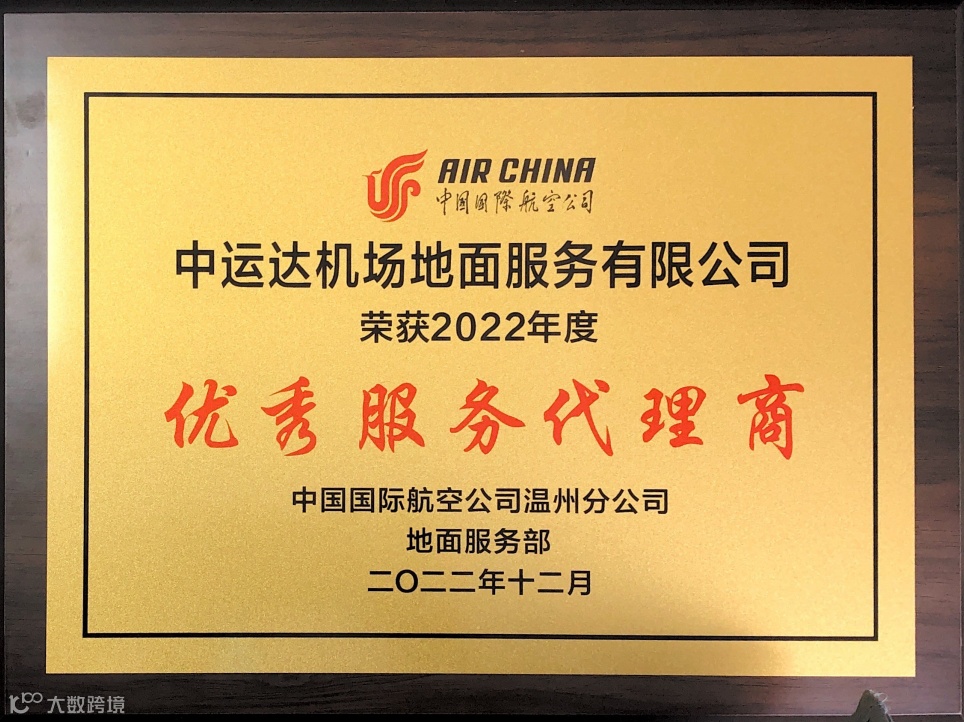 AIR CHINA
中国国際航空公司
中运达机场地面服务有限公司
荣获2022年度
优秀服务代理商
中国国际航空公司温州分公司
地面服务部
二〇二二年十二月
大数跨境